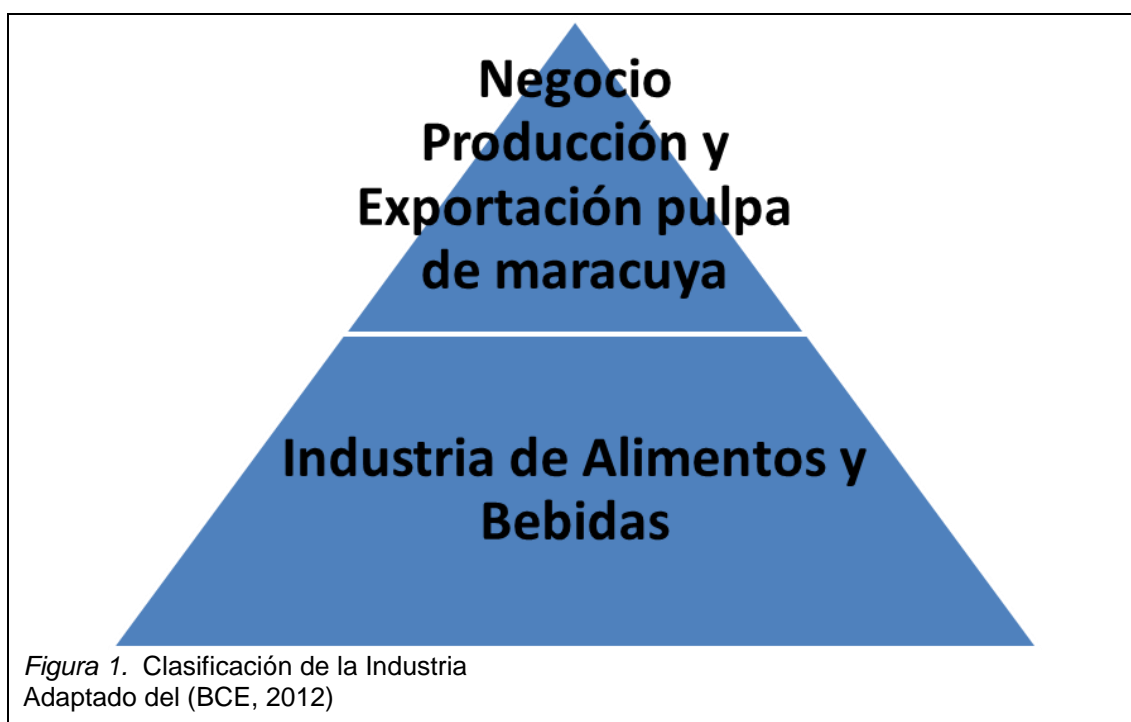 Negocio
Producción y
Exportación pulpa
de maracuya
Industria de Alimentos y
Bebidas
Figura 1. Clasificación de la Industria
Adaptado del (BCE, 2012)